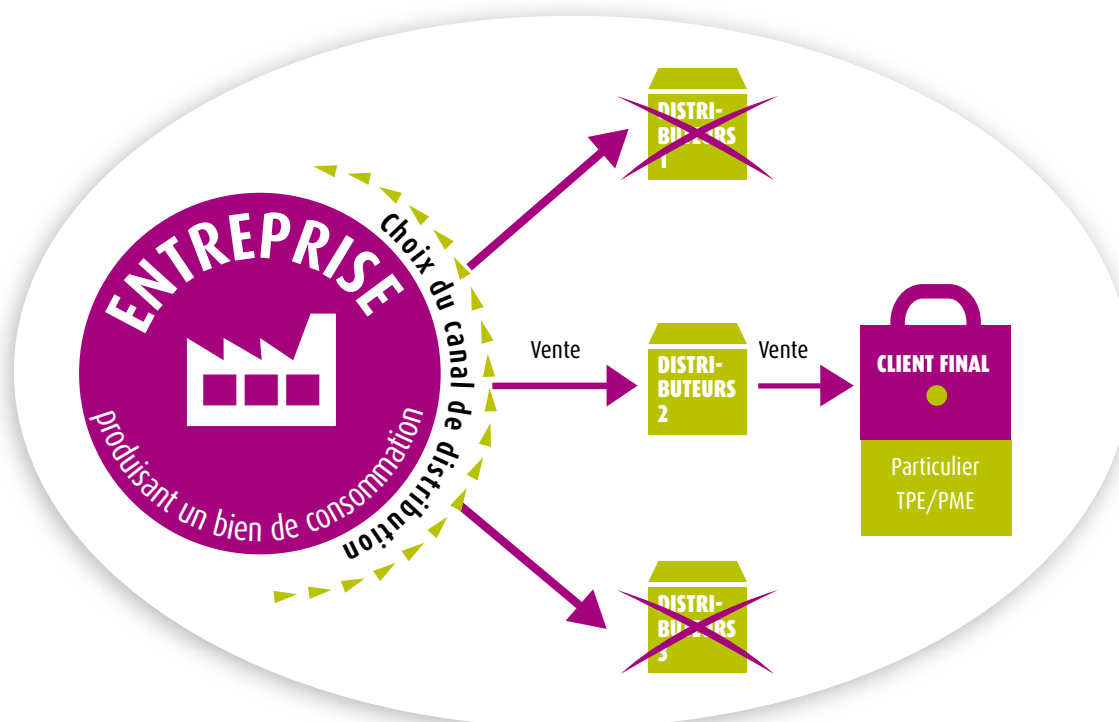 ENTREPRISE
produisant un bien de consommation
Choix du canal de distribution
DISTRI-
BUTEURS
1
Vente
DISTRI-
BUTEURS
2
Vente
CLIENT FINAL
Particulier
TPE/PME
DISTRI-
BUTEURS
3